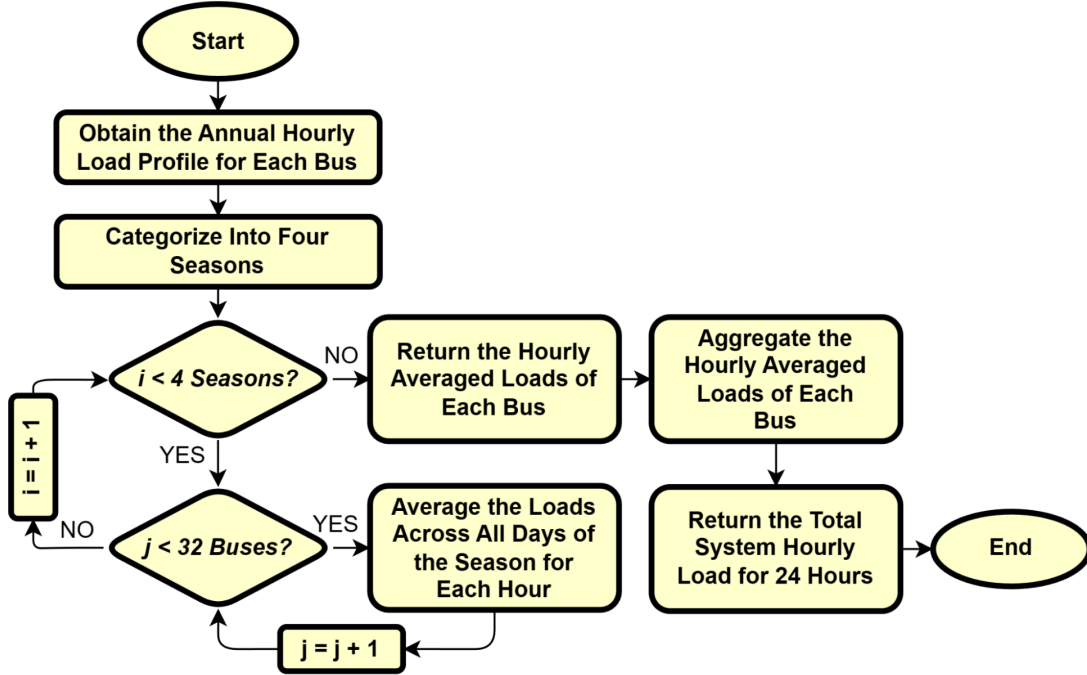 Start
Obtain the Annual Hourly
Load Profile for Each Bus
Categorize Into Four
Seasons
i < 4 Seasons?
NO
Return the Hourly
Averaged Loads of
Each Bus
Aggregate the
Hourly Averaged
Loads of Each
Bus
i = i + 1
YES
NO
j < 32 Buses?
YES
Average the Loads
Across All Days of
the Season for
Each Hour
j = j + 1
Return the Total
System Hourly
Load for 24 Hours
End